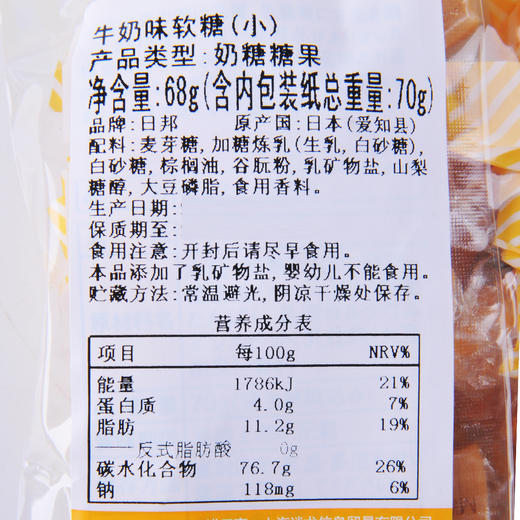 牛奶味软糖(小)
产品类型:奶糖糖果
净含量:68g(含内包装纸总重量:70g)
品牌:日邦 原产国:日本(爱知县)
配料:麦芽糖,加糖炼乳(生乳,白砂糖),
白砂糖,棕榈油,谷朊粉,乳矿物盐,山梨
糖醇,大豆磷脂,食用香料。
生产日期:
保质期至:
食用注意:开封后请尽早食用。
本品添加了乳矿物盐,婴幼儿不能食用。
贮藏方法:常温避光,阴凉干燥处保存。
营养成分表
项目 每100g NRV%
能量 1786kJ 21%
蛋白质 4.0g 7%
脂肪 11.2g 19%
——反式脂肪酸 0g
碳水化合物 76.7g 26%
钠 118mg 6%